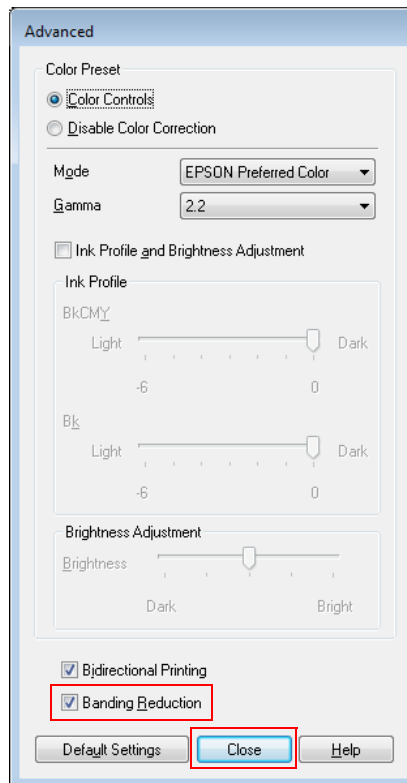 Advanced
Color Preset
Color Controls
Disable Color Correction
Mode EPSON Preferred Color
Gamma 2.2
Ink Profile and Brightness Adjustment
Ink Profile
BkCMY
Light Dark
-6 0
Bk
Light Dark
-6 0
Brightness Adjustment
Brightness
Dark Bright
Bidirectional Printing
Banding Reduction
Default Settings Close Help